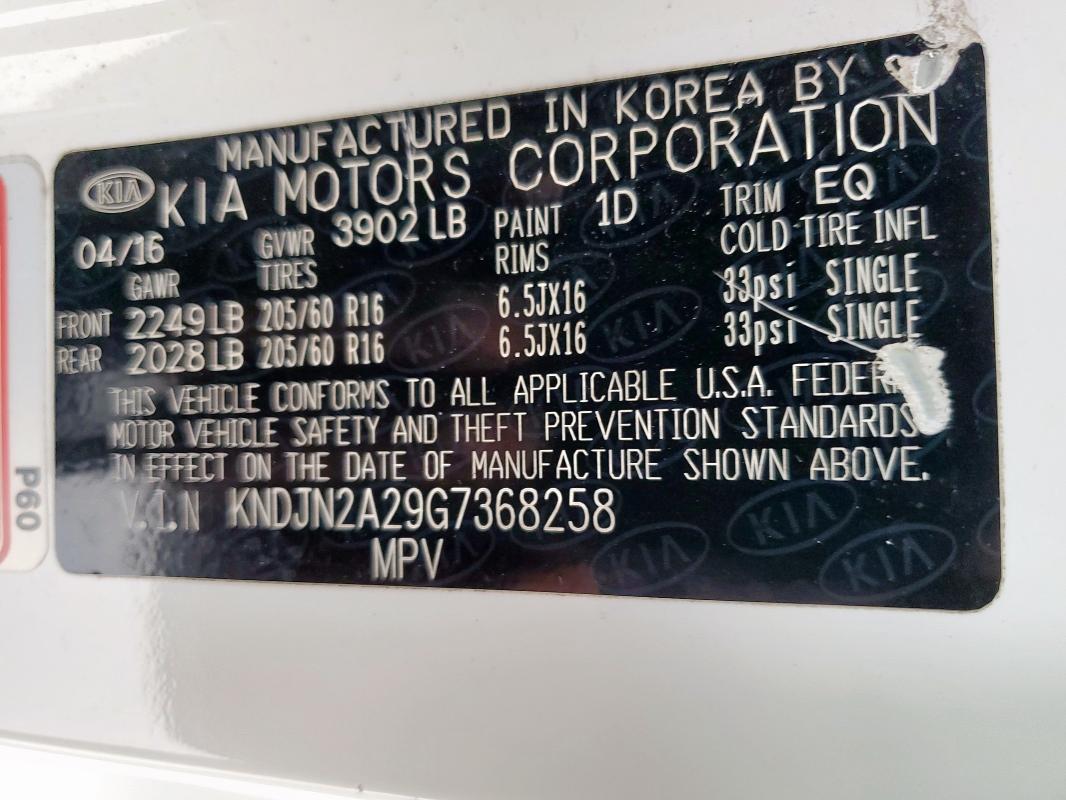 MANUFACTURED IN KOREA BY
KIA KIA MOTORS CORPORATION
04/16 GVWR 3902 LB PAINT 1D TRIM EQ
GAWR TIRES RIMS COLD TIRE INFL
FRONT 2249 LB 205/60 R16 6.5JX16 33psi SINGLE
REAR 2028 LB 205/60 R16 6.5JX16 33psi SINGLE
THIS VEHICLE CONFORMS TO ALL APPLICABLE U.S.A. FEDER
MOTOR VEHICLE SAFETY AND THEFT PREVENTION STANDARDS
IN EFFECT ON THE DATE OF MANUFACTURE SHOWN ABOVE.
V.I.N KNDJN2A29G7368258
MPV
P60